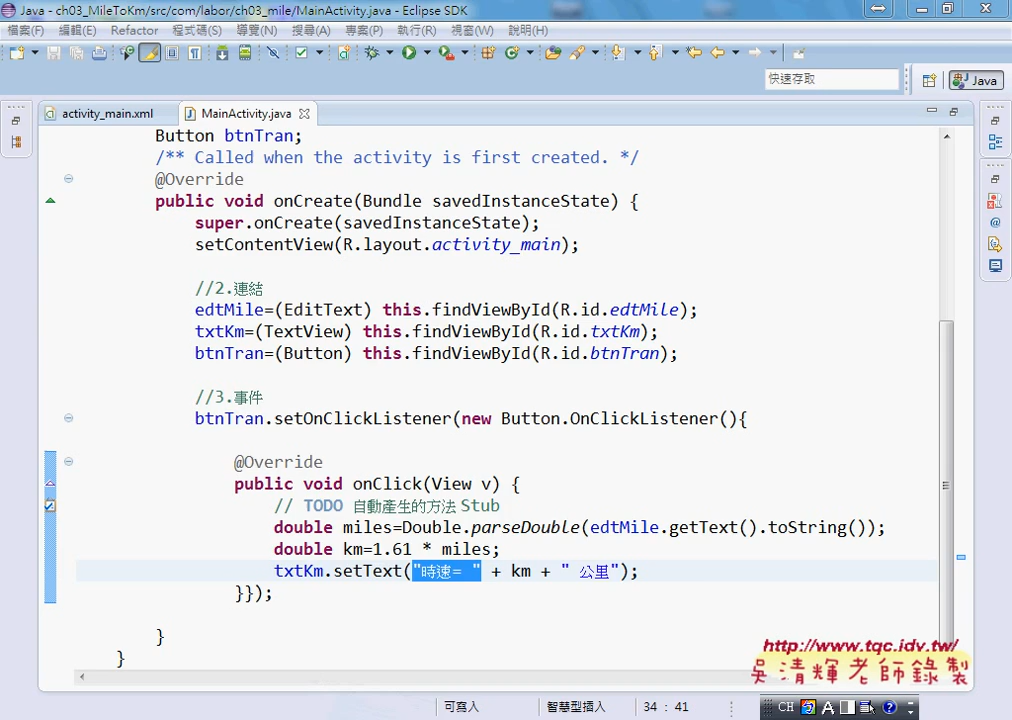 Java - ch03_MileToKm/src/com/labor/ch03_mile/MainActivity.java - Eclipse SDK
檔案(F) 編輯(E) Refactor 程式碼(S) 導覽(N) 搜尋(A) 專案(P) 執行(R) 視窗(W) 說明(H)
快速存取
Java
activity_main.xml
MainActivity.java
Button btnTran;
/** Called when the activity is first created. */
@Override
public void onCreate(Bundle savedInstanceState) {
super.onCreate(savedInstanceState);
setContentView(R.layout.activity_main);
//2.連結
edtMile=(EditText) this.findViewById(R.id.edtMile);
txtKm=(TextView) this.findViewById(R.id.txtKm);
btnTran=(Button) this.findViewById(R.id.btnTran);
//3.事件
btnTran.setOnClickListener(new Button.OnClickListener(){
@Override
public void onClick(View v) {
// TODO 自動產生的方法 Stub
double miles=Double.parseDouble(edtMile.getText().toString());
double km=1.61 * miles;
txtKm.setText("時速= " + km + " 公里");
}});
}
}
http://www.tqc.idv.tw/
吳清輝老師錄製
可寫入
智慧型插入
34 : 41
CH